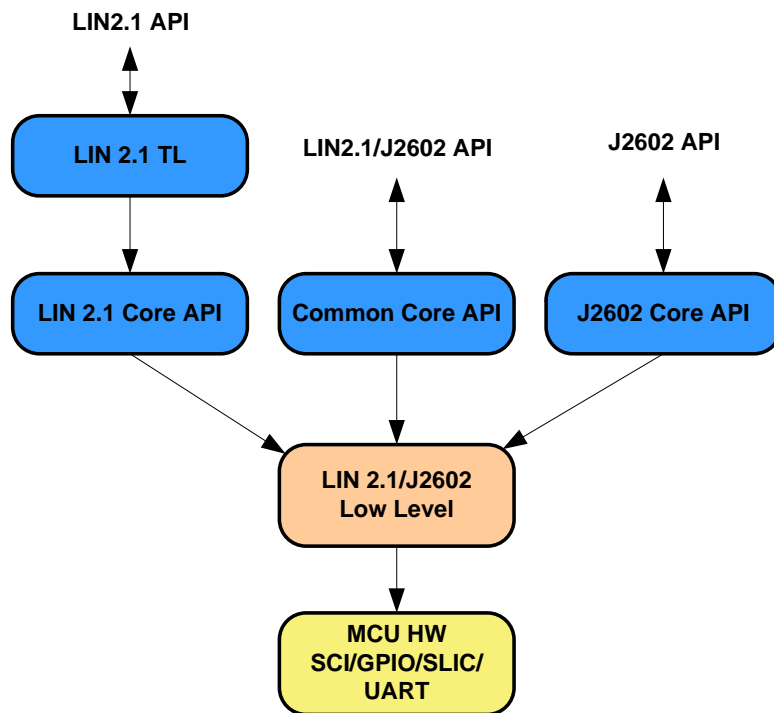 LIN2.1 API
LIN 2.1 TL
LIN2.1/J2602 API
J2602 API
LIN 2.1 Core API
Common Core API
J2602 Core API
LIN 2.1/J2602
Low Level
MCU HW
SCI/GPIO/SLIC/
UART